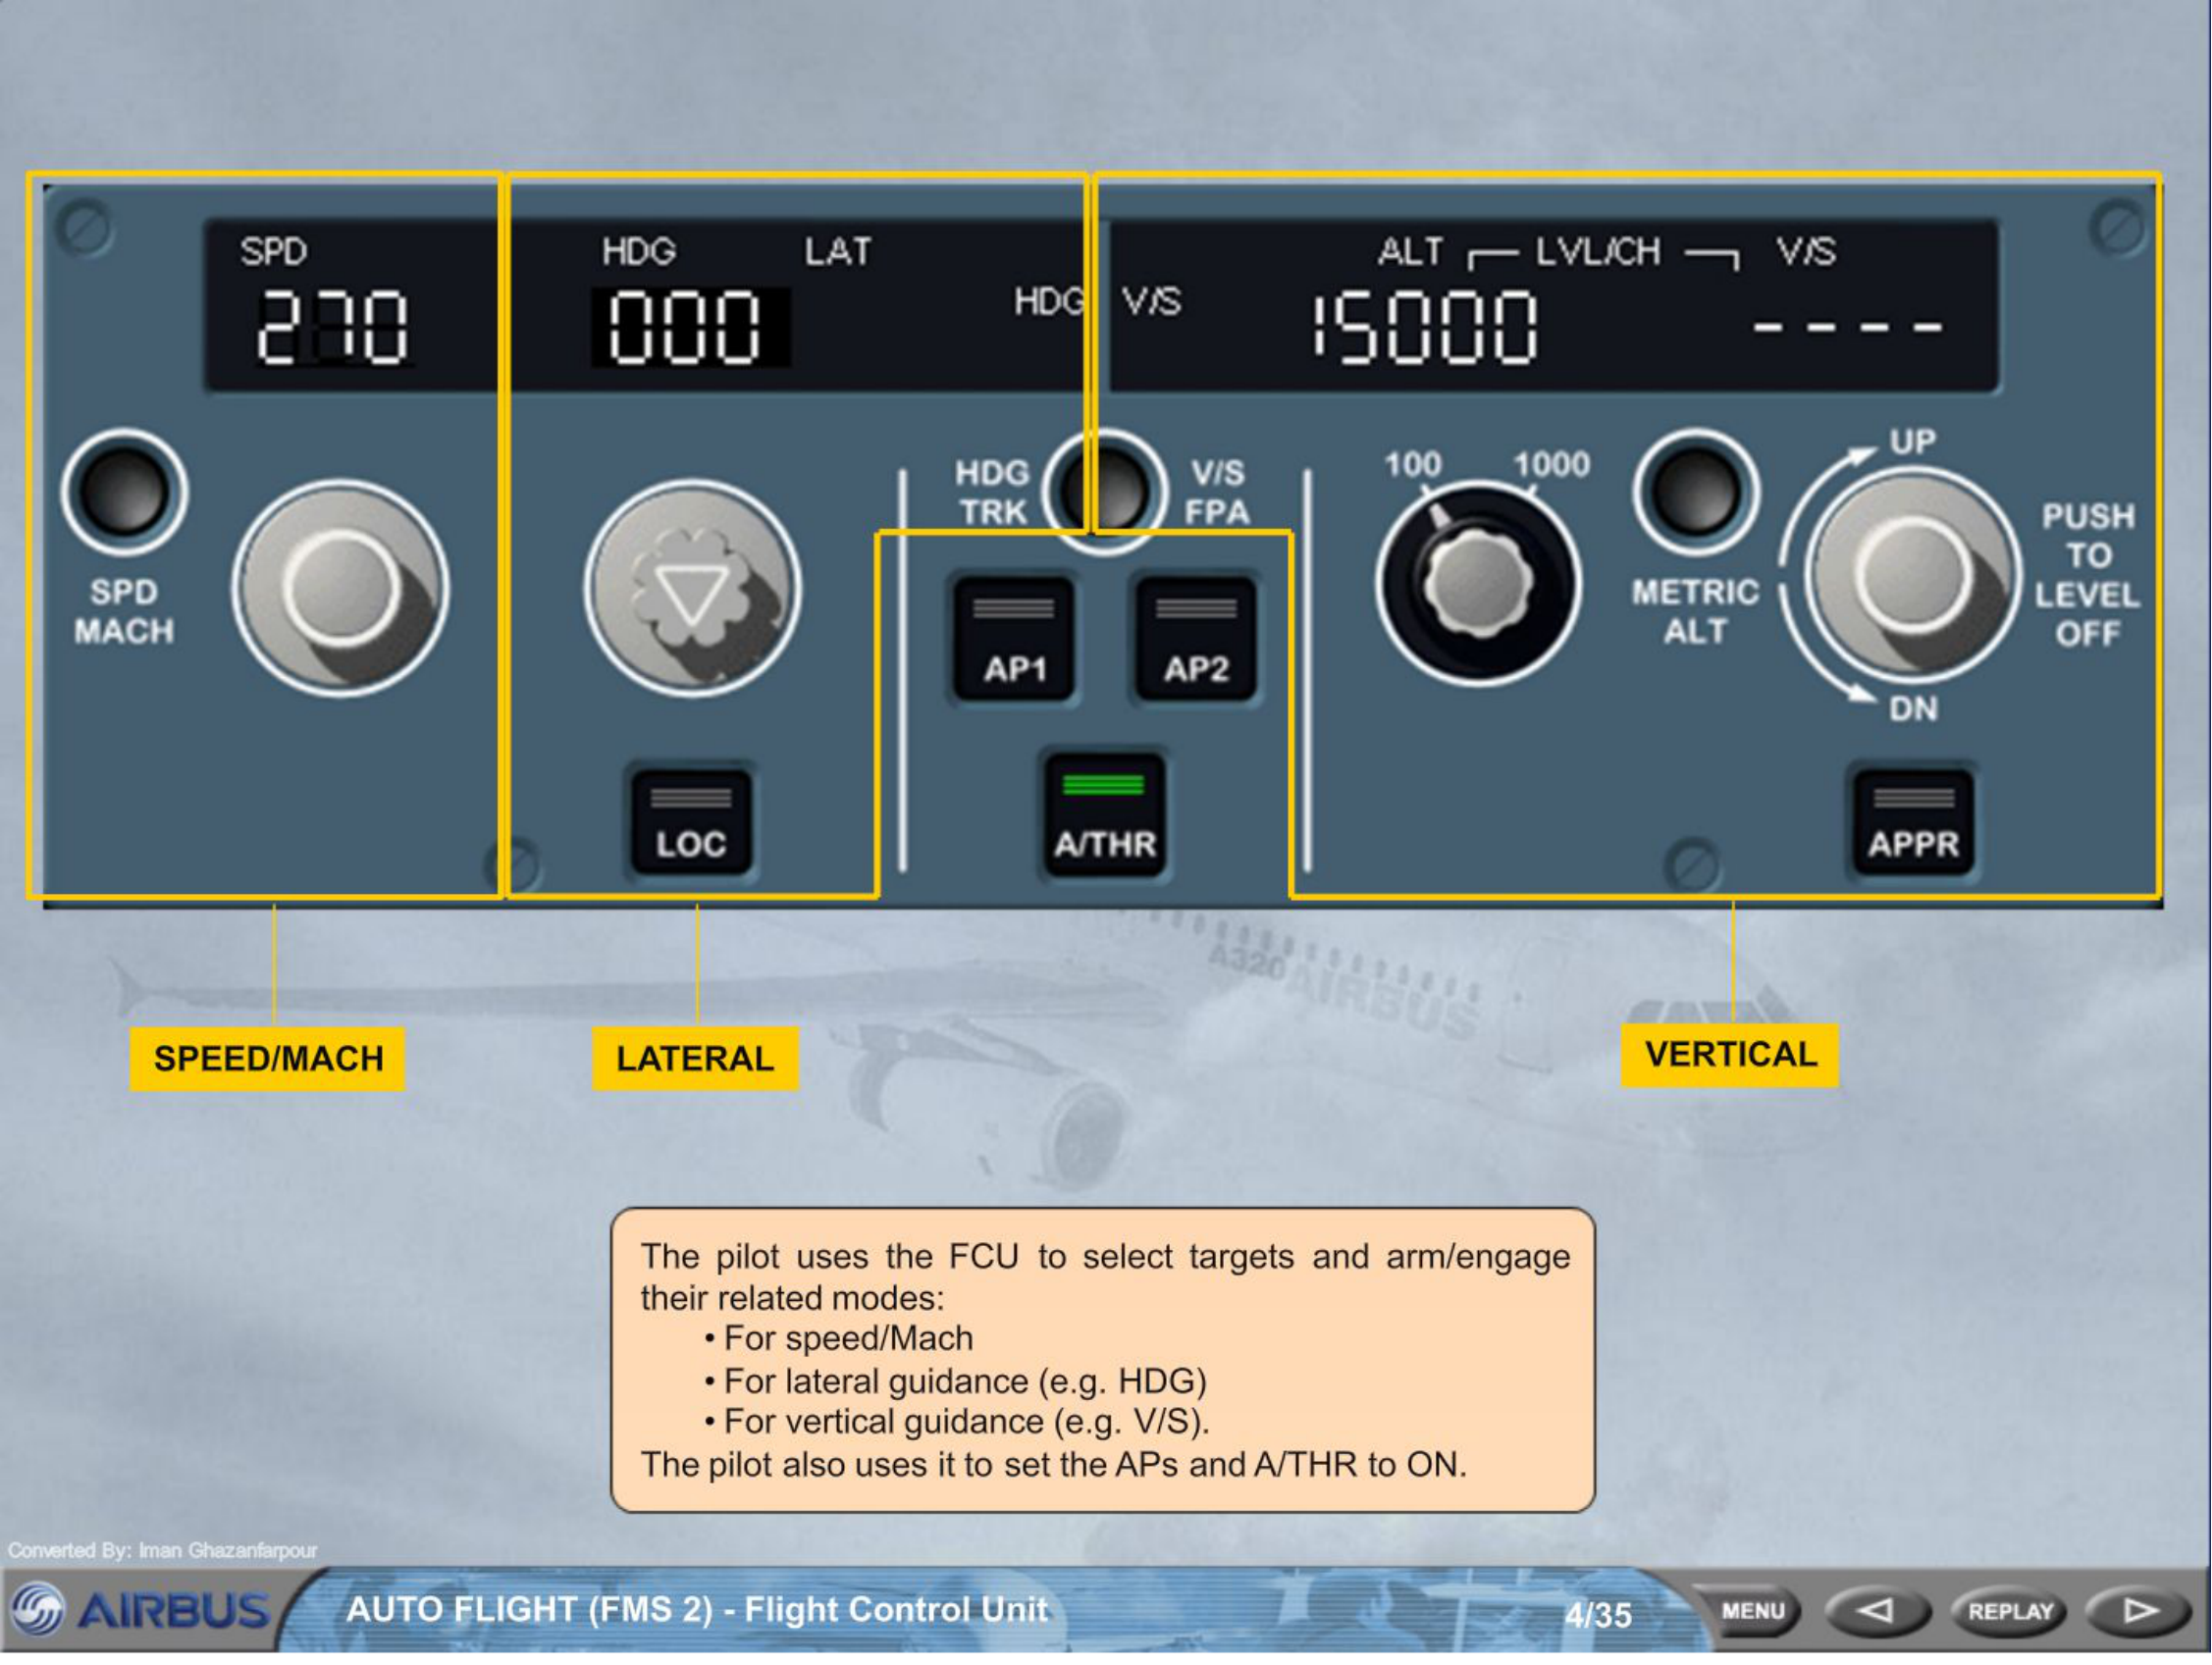 SPD
270
HDG LAT
000
HDG V/S
ALT LVL/CH V/S
15000 ----
SPD
MACH
HDG
TRK
V/S
FPA
100 1000
METRIC
ALT
UP
DN
PUSH
TO
LEVEL
OFF
AP1 AP2
LOC
A/THR
APPR
A320 AIRBUS
SPEED/MACH
LATERAL
VERTICAL
The pilot uses the FCU to select targets and arm/engage
their related modes:
• For speed/Mach
• For lateral guidance (e.g. HDG)
• For vertical guidance (e.g. V/S).
The pilot also uses it to set the APs and A/THR to ON.
Converted By: Iman Ghazanfarpour
AIRBUS
AUTO FLIGHT (FMS 2) - Flight Control Unit
4/35
MENU
REPLAY